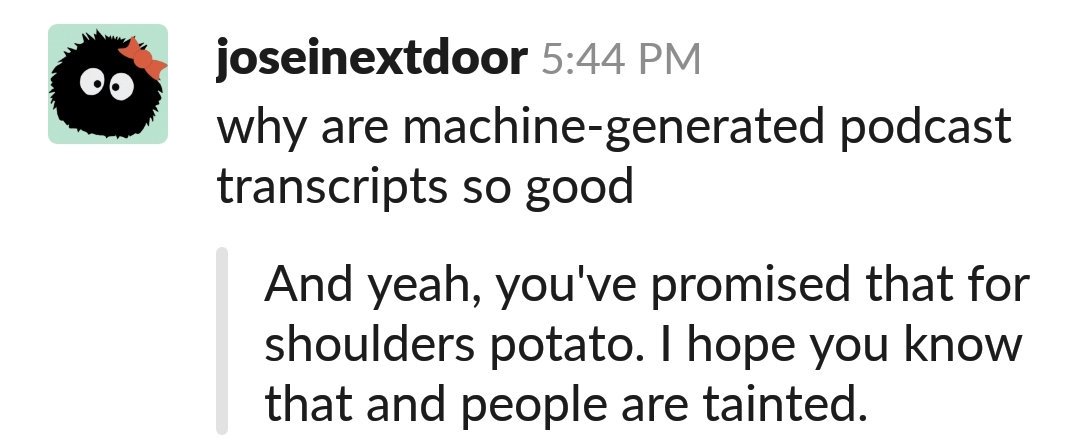 joseinextdoor 5:44 PM
why are machine-generated podcast
transcripts so good
And yeah, you've promised that for
shoulders potato. I hope you know
that and people are tainted.